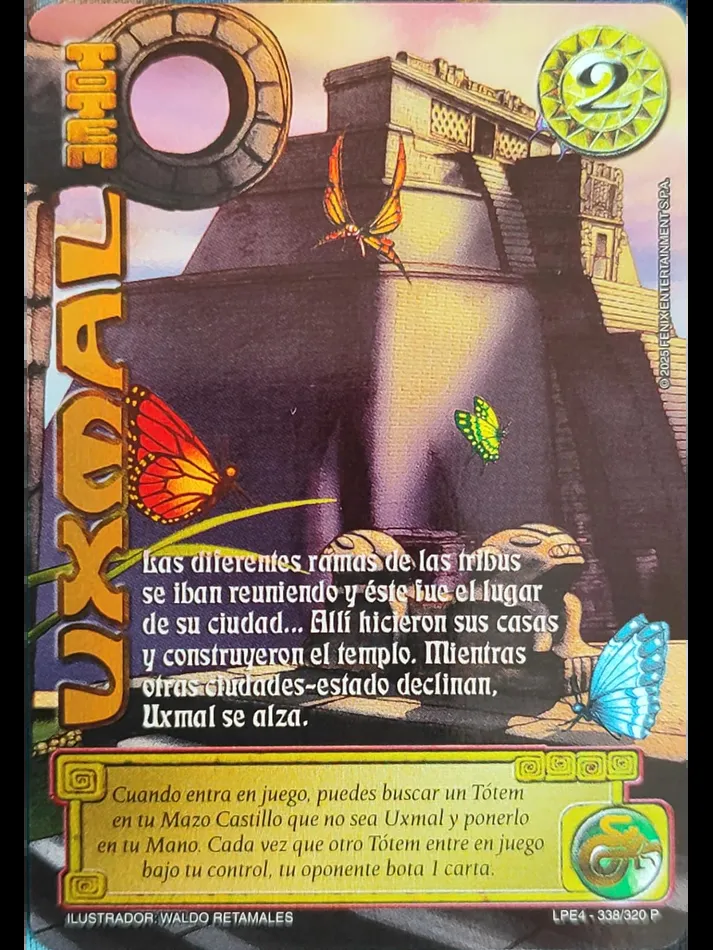 TOTEM
UXMAL
2
© 2025 FENIX ENTERTAINMENT S.P.A.
Las diferentes ramas de las tribus
se iban reuniendo y éste fue el lugar
de su ciudad... Allí hicieron sus casas
y construyeron el templo. Mientras
otras ciudades-estado declinan,
Uxmal se alza.
Cuando entra en juego, puedes buscar un Tótem
en tu Mazo Castillo que no sea Uxmal y ponerlo
en tu Mano. Cada vez que otro Tótem entre en juego
bajo tu control, tu oponente bota 1 carta.
ILUSTRADOR: WALDO RETAMALES
LPE4 - 338/320 P